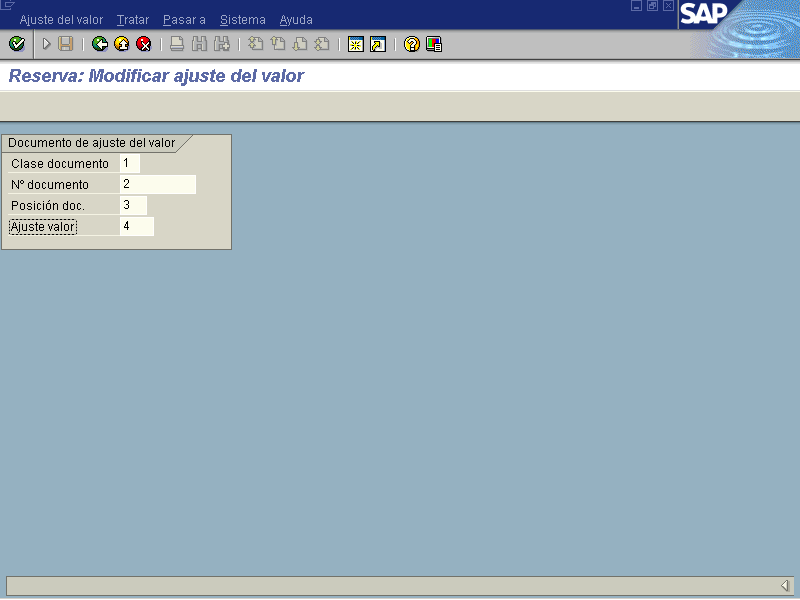 Ajuste del valor Tratar Pasar a Sistema Ayuda
SAP
Reserva: Modificar ajuste del valor
Documento de ajuste del valor
Clase documento 1
Nº documento 2
Posición doc. 3
Ajuste valor 4